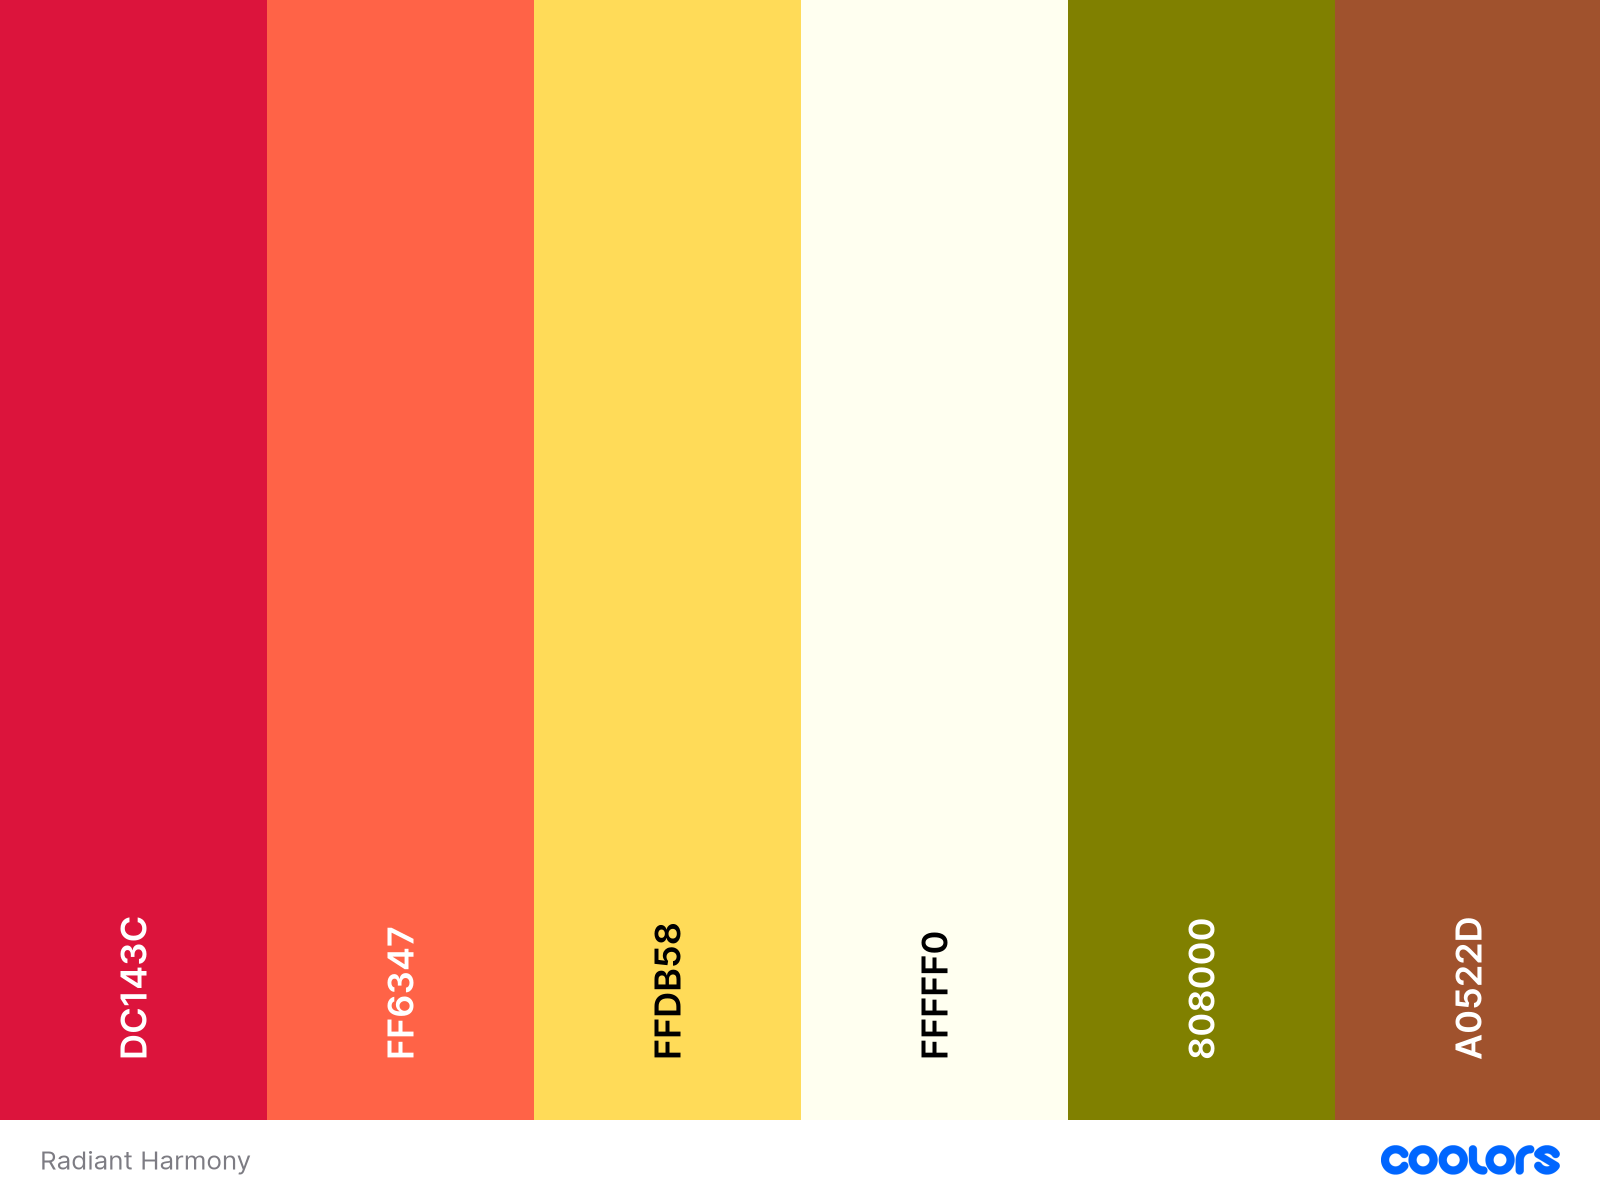 DC143C
FF6347
FFDB58
FFFFF0
808000
A0522D
Radiant Harmony
coolors